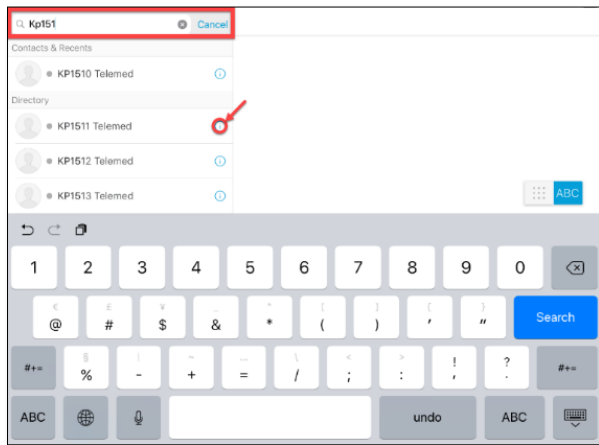 Kp151 Cancel
Contacts & Recents
KP1510 Telemed
Directory
KP1511 Telemed
KP1512 Telemed
KP1513 Telemed
ABC
1 2 3 4 5 6 7 8 9 0
€ £ ¥ _ ^ [ ] { }
@ # $ & * ( ) ' " Search
§ | ~ … \ < > ! ?
#+= % - + = / ; : , . #+=
ABC undo ABC